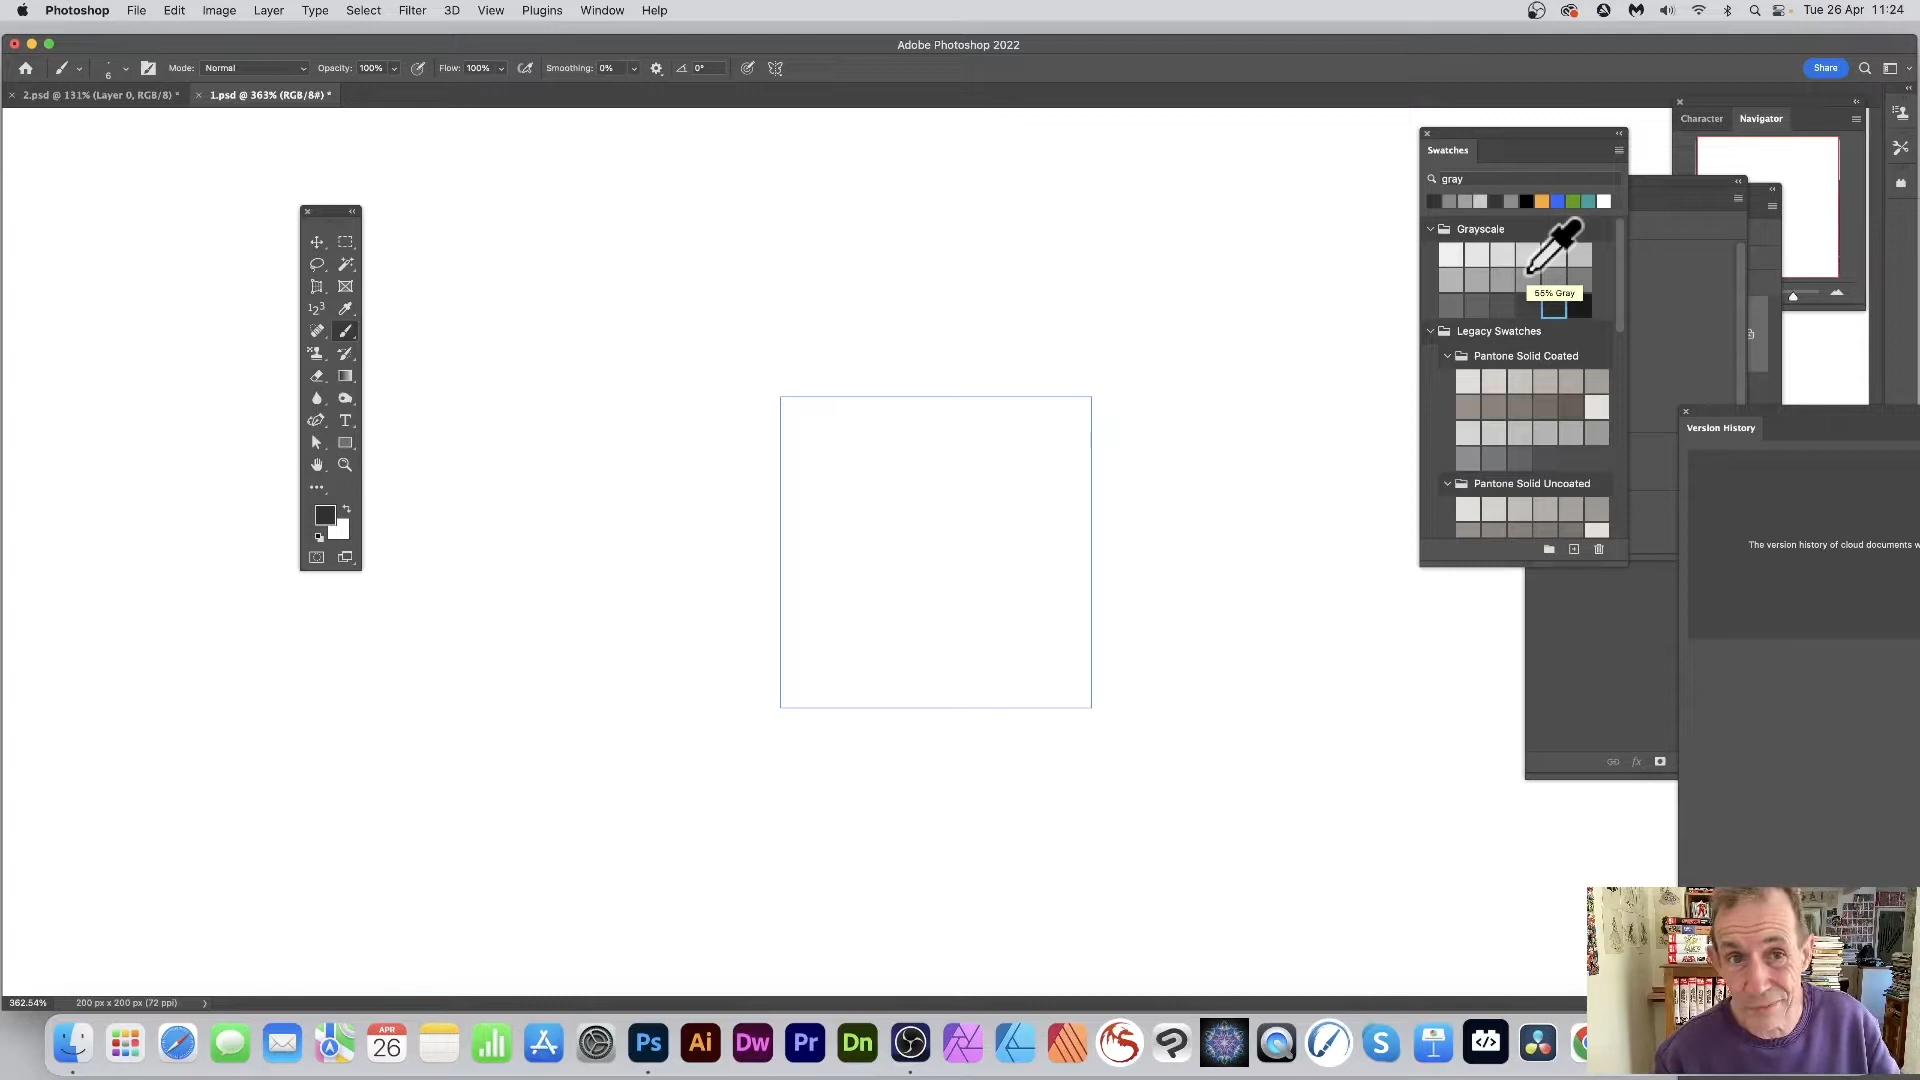 Photoshop File Edit Image Layer Type Select Filter 3D View Plugins Window Help Tue 26 Apr 11:24
Adobe Photoshop 2022
6 Mode: Normal Opacity: 100% Flow: 100% Smoothing: 0% 0° Share
2.psd @ 131% (Layer 0, RGB/8) * 1.psd @ 363% (RGB/8#) *
Character Navigator
Swatches
gray
Grayscale
55% Gray
Legacy Swatches
Pantone Solid Coated
Pantone Solid Uncoated
Version History
The version history of cloud documents w
fx
123
T
362.54% 200 px x 200 px (72 ppi)
APR
26
Ps Ai Dw Pr Dn